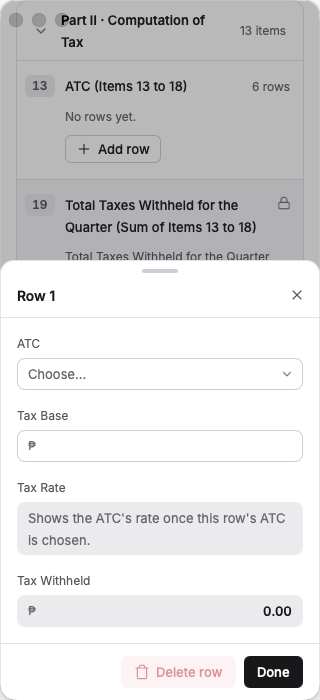 Part II · Computation of
Tax
13 items
13
ATC (Items 13 to 18)
6 rows
No rows yet.
Add row
19
Total Taxes Withheld for the
Quarter (Sum of Items 13 to 18)
Total Taxes Withheld for the Quarter
Row 1
ATC
Choose...
Tax Base
₱
Tax Rate
Shows the ATC's rate once this row's ATC
is chosen.
Tax Withheld
₱ 0.00
Delete row
Done